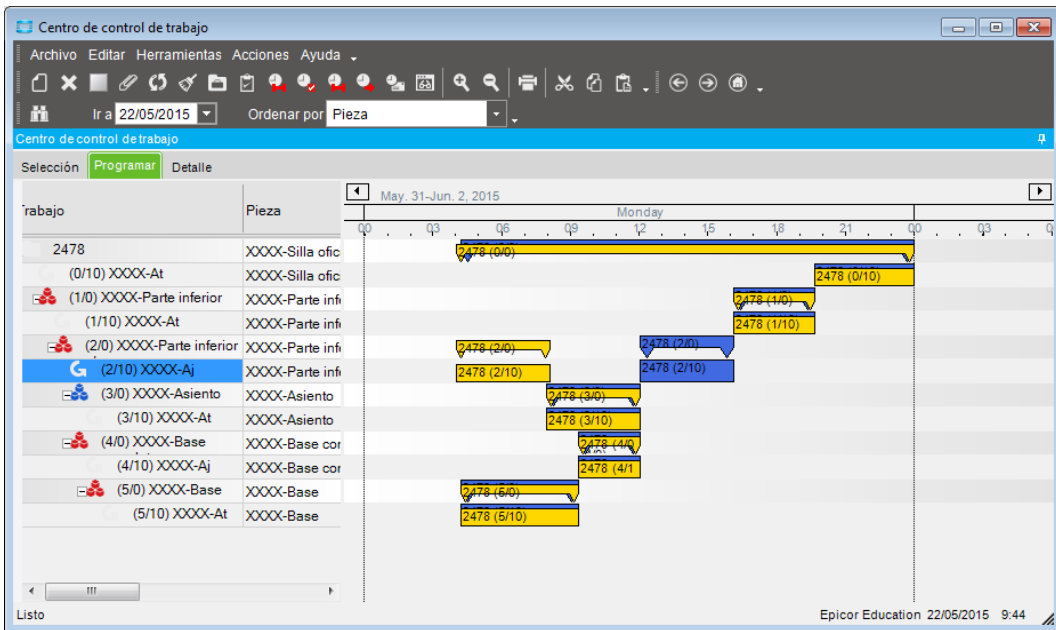 Centro de control de trabajo
Archivo Editar Herramientas Acciones Ayuda
Ir a 22/05/2015 Ordenar por Pieza
Centro de control de trabajo
Selección Programar Detalle
May. 31-Jun. 2, 2015
rabajo Pieza Monday
00 03 06 09 12 15 18 21 00 03 0
2478 XXXX-Silla ofic 2478 (0/0)
(0/10) XXXX-At XXXX-Silla ofic 2478 (0/10)
(1/0) XXXX-Parte inferior XXXX-Parte infe 2478 (1/0)
(1/10) XXXX-At XXXX-Parte infe 2478 (1/10)
(2/0) XXXX-Parte inferior XXXX-Parte infe 2478 (2/0) 2478 (2/0)
(2/10) XXXX-Aj XXXX-Parte infe 2478 (2/10) 2478 (2/10)
(3/0) XXXX-Asiento XXXX-Asiento 2478 (3/0)
(3/10) XXXX-At XXXX-Asiento 2478 (3/10)
(4/0) XXXX-Base XXXX-Base cor 2478 (4/0
(4/10) XXXX-Aj XXXX-Base cor 2478 (4/1
(5/0) XXXX-Base XXXX-Base 2478 (5/0)
(5/10) XXXX-At XXXX-Base 2478 (5/10)
Listo Epicor Education 22/05/2015 9:44